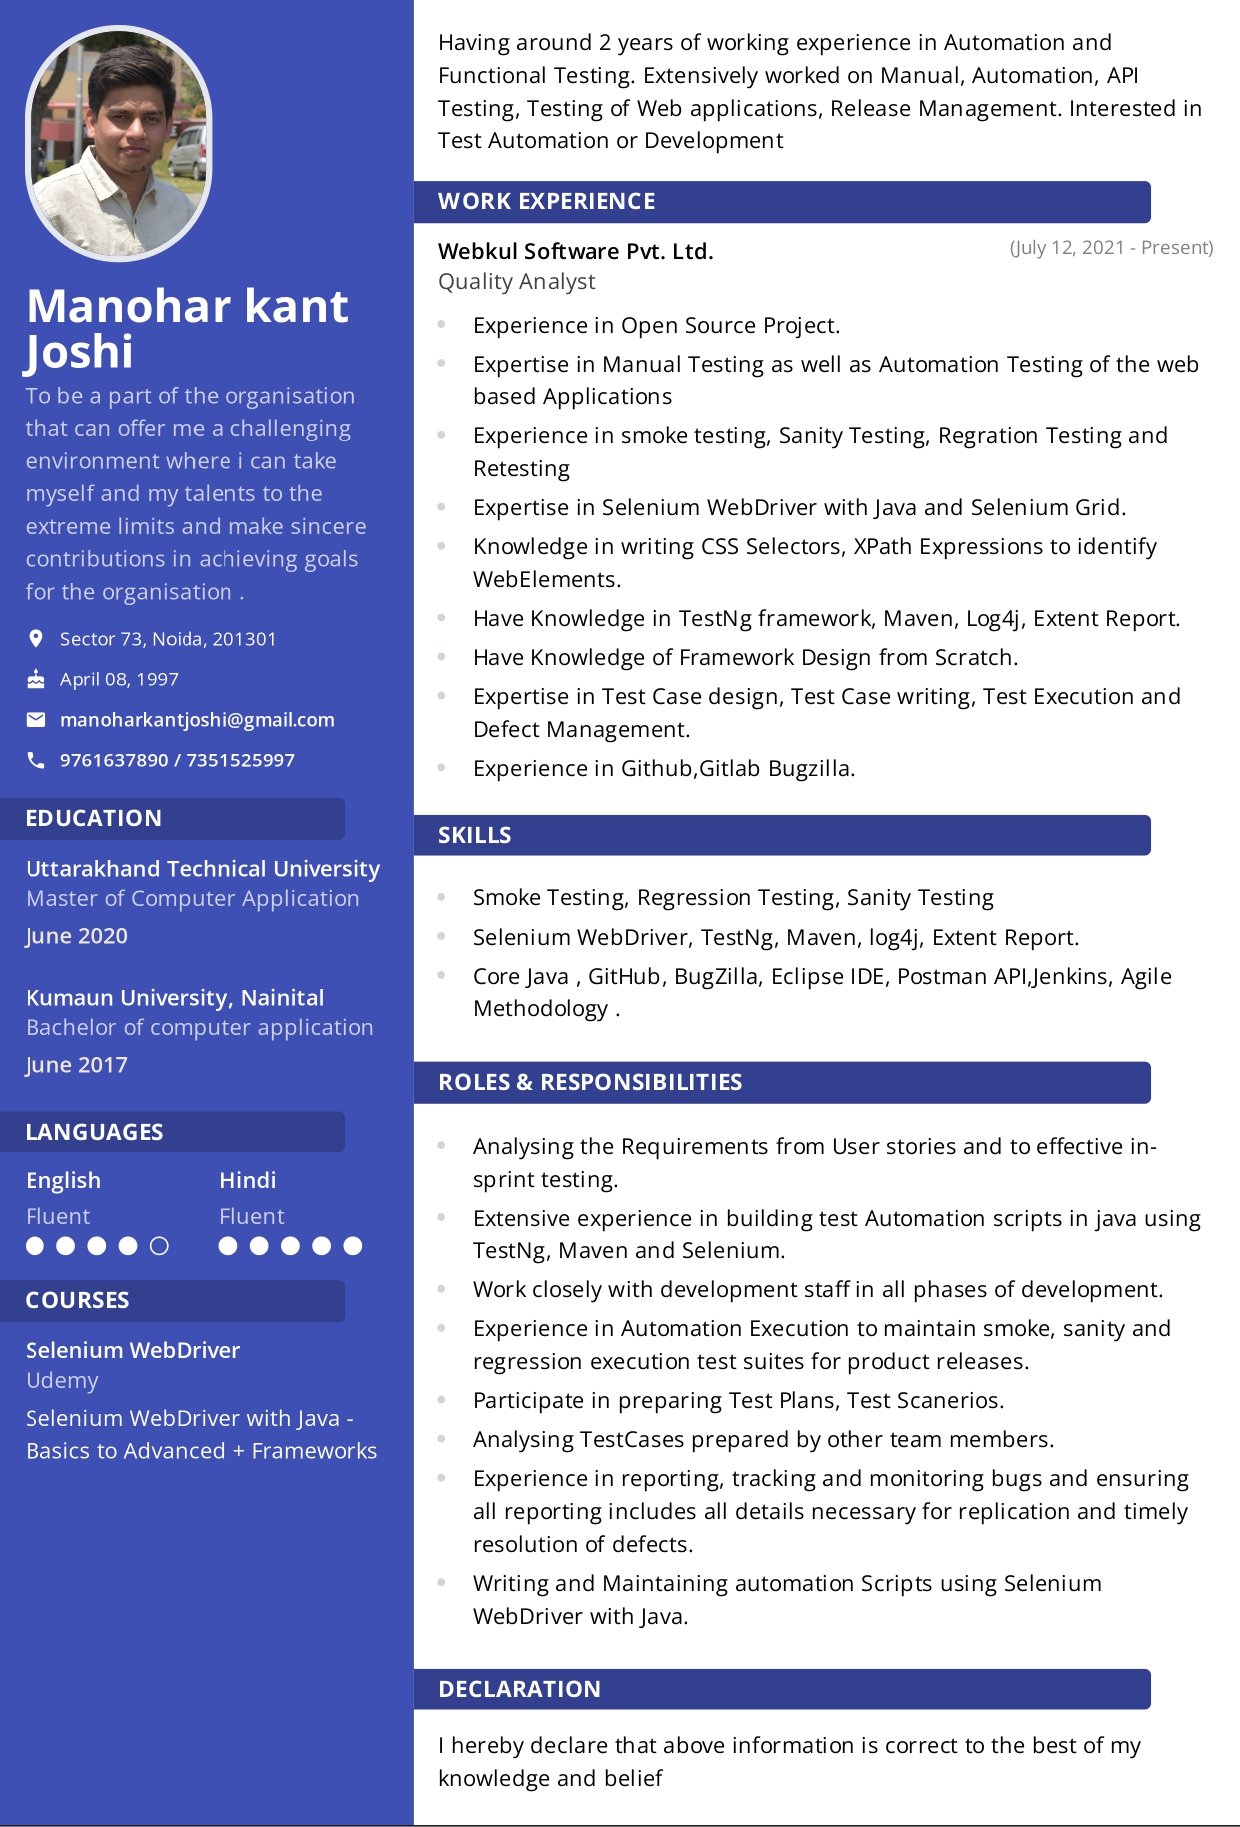 Manohar kant
Joshi
To be a part of the organisation
that can offer me a challenging
environment where i can take
myself and my talents to the
extreme limits and make sincere
contributions in achieving goals
for the organisation .
Sector 73, Noida, 201301
April 08, 1997
manoharkantjoshi@gmail.com
9761637890 / 7351525997
EDUCATION
Uttarakhand Technical University
Master of Computer Application
June 2020
Kumaun University, Nainital
Bachelor of computer application
June 2017
LANGUAGES
English
Fluent
Hindi
Fluent
COURSES
Selenium WebDriver
Udemy
Selenium WebDriver with Java -
Basics to Advanced + Frameworks
Having around 2 years of working experience in Automation and
Functional Testing. Extensively worked on Manual, Automation, API
Testing, Testing of Web applications, Release Management. Interested in
Test Automation or Development
WORK EXPERIENCE
Webkul Software Pvt. Ltd.
(July 12, 2021 - Present)
Quality Analyst
Experience in Open Source Project.
Expertise in Manual Testing as well as Automation Testing of the web
based Applications
Experience in smoke testing, Sanity Testing, Regration Testing and
Retesting
Expertise in Selenium WebDriver with Java and Selenium Grid.
Knowledge in writing CSS Selectors, XPath Expressions to identify
WebElements.
Have Knowledge in TestNg framework, Maven, Log4j, Extent Report.
Have Knowledge of Framework Design from Scratch.
Expertise in Test Case design, Test Case writing, Test Execution and
Defect Management.
Experience in Github,Gitlab Bugzilla.
SKILLS
Smoke Testing, Regression Testing, Sanity Testing
Selenium WebDriver, TestNg, Maven, log4j, Extent Report.
Core Java , GitHub, BugZilla, Eclipse IDE, Postman API,Jenkins, Agile
Methodology .
ROLES & RESPONSIBILITIES
Analysing the Requirements from User stories and to effective in-
sprint testing.
Extensive experience in building test Automation scripts in java using
TestNg, Maven and Selenium.
Work closely with development staff in all phases of development.
Experience in Automation Execution to maintain smoke, sanity and
regression execution test suites for product releases.
Participate in preparing Test Plans, Test Scanerios.
Analysing TestCases prepared by other team members.
Experience in reporting, tracking and monitoring bugs and ensuring
all reporting includes all details necessary for replication and timely
resolution of defects.
Writing and Maintaining automation Scripts using Selenium
WebDriver with Java.
DECLARATION
I hereby declare that above information is correct to the best of my
knowledge and belief